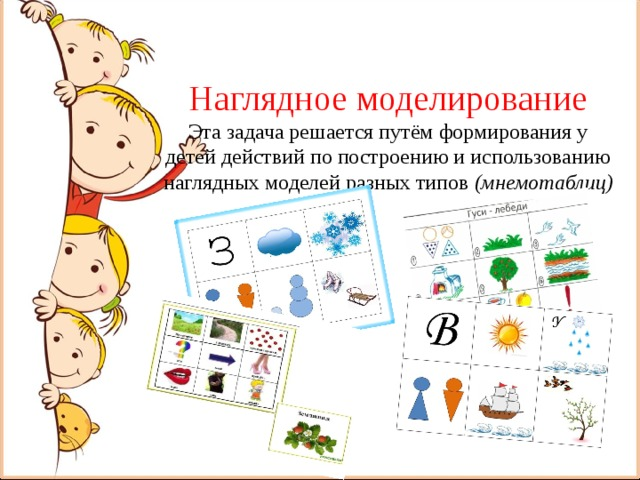 Наглядное моделирование
Эта задача решается путём формирования у
детей действий по построению и использованию
наглядных моделей разных типов (мнемотаблиц)
Гуси - лебеди
З
В
У
Земляника